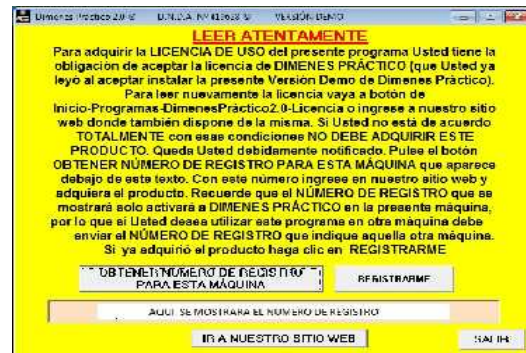 Dimenes Práctico 2.0 © D.N.D.A. Nº VERSIÓN DEMO
LEER ATENTAMENTE
Para adquirir la LICENCIA DE USO del presente programa Usted tiene la
obligación de aceptar la licencia de DIMENES PRÁCTICO (que Usted ya
leyó al aceptar instalar la presente Versión Demo de Dimenes Práctico).
Para leer nuevamente la licencia vaya a botón de
Inicio-Programas-DimenesPráctico2.0-Licencia o ingrese a nuestro sitio
web donde también dispone de la misma. Si Usted no está de acuerdo
TOTALMENTE con esas condiciones NO DEBE ADQUIRIR ESTE
PRODUCTO. Queda Usted debidamente notificado. Pulse el botón
OBTENER NÚMERO DE REGISTRO PARA ESTA MÁQUINA que aparece
debajo de este texto. Con este número ingrese en nuestro sitio web y
adquiera el producto. Recuerde que el NÚMERO DE REGISTRO que se
mostrará solo activará a DIMENES PRÁCTICO en la presente máquina,
por lo que si Usted desea utilizar este programa en otra máquina debe
enviar el NÚMERO DE REGISTRO que indique aquella otra máquina.
Si ya adquirió el producto haga clic en REGISTRARME
OBTENER NUMERO DE REGISTRO
PARA ESTA MÁQUINA
REGISTRARME
AQUI SE MOSTRARA EL NUMERO DE REGISTRO
IR A NUESTRO SITIO WEB
SALIR